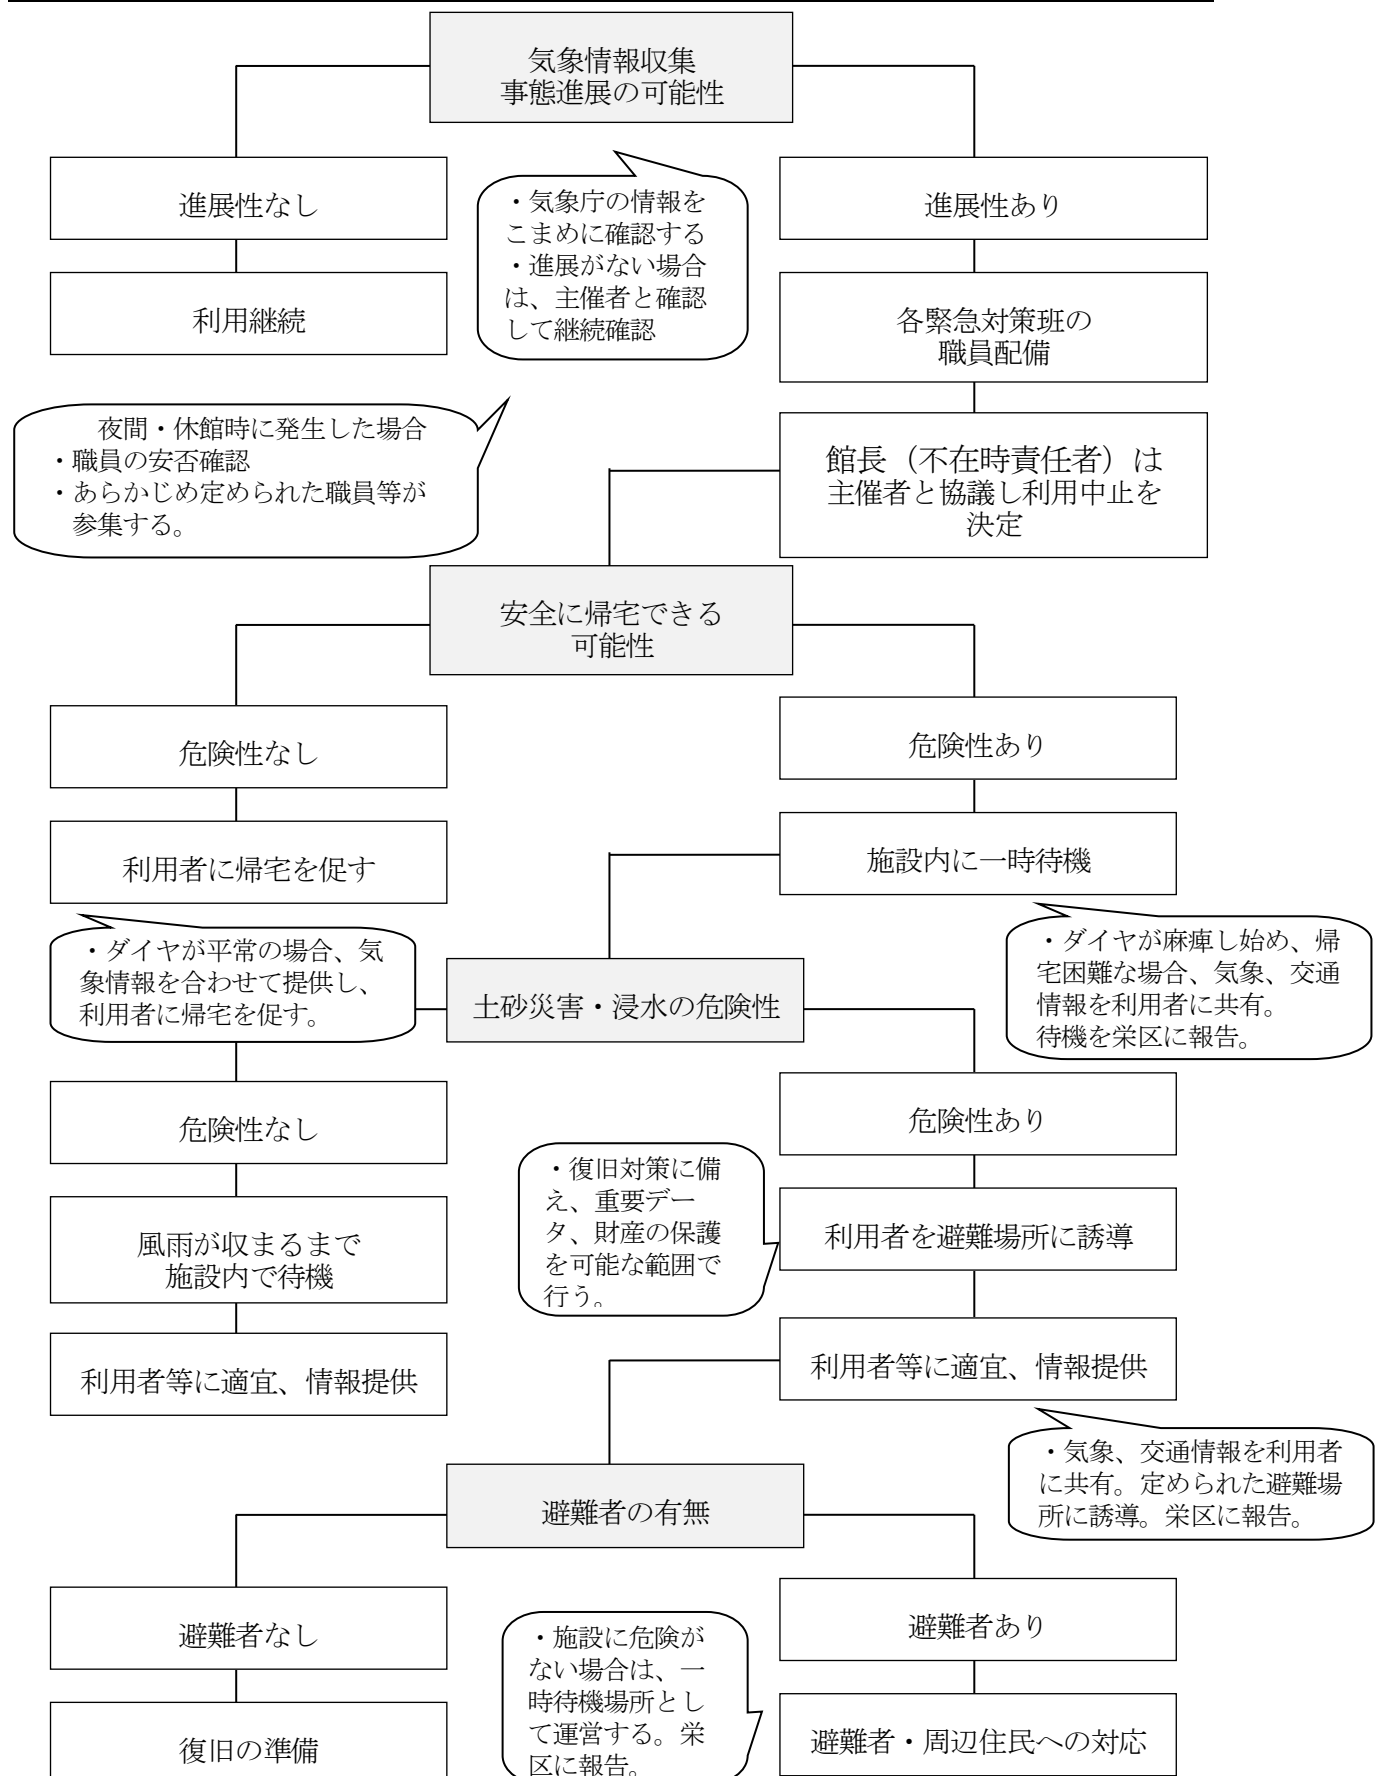 気象情報収集
事態進展の可能性
進展性なし
・気象庁の情報を
こまめに確認する
・進展がない場合
は、主催者と確認
して継続確認
進展性あり
利用継続
各緊急対策班の
職員配備
夜間・休館時に発生した場合
・職員の安否確認
・あらかじめ定められた職員等が
参集する。
館長（不在時責任者）は
主催者と協議し利用中止を
決定
安全に帰宅できる
可能性
危険性なし
危険性あり
利用者に帰宅を促す
施設内に一時待機
・ダイヤが平常の場合、気
象情報を合わせて提供し、
利用者に帰宅を促す。
土砂災害・浸水の危険性
・ダイヤが麻痺し始め、帰
宅困難な場合、気象、交通
情報を利用者に共有。
待機を栄区に報告。
危険性なし
危険性あり
・復旧対策に備
え、重要デー
タ、財産の保護
を可能な範囲で
行う。
風雨が収まるまで
施設内で待機
利用者を避難場所に誘導
利用者等に適宜、情報提供
利用者等に適宜、情報提供
・気象、交通情報を利用者
に共有。定められた避難場
所に誘導。栄区に報告。
避難者の有無
避難者なし
避難者あり
・施設に危険が
ない場合は、一
時待機場所とし
て運営する。栄
区に報告。
復旧の準備
避難者・周辺住民への対応